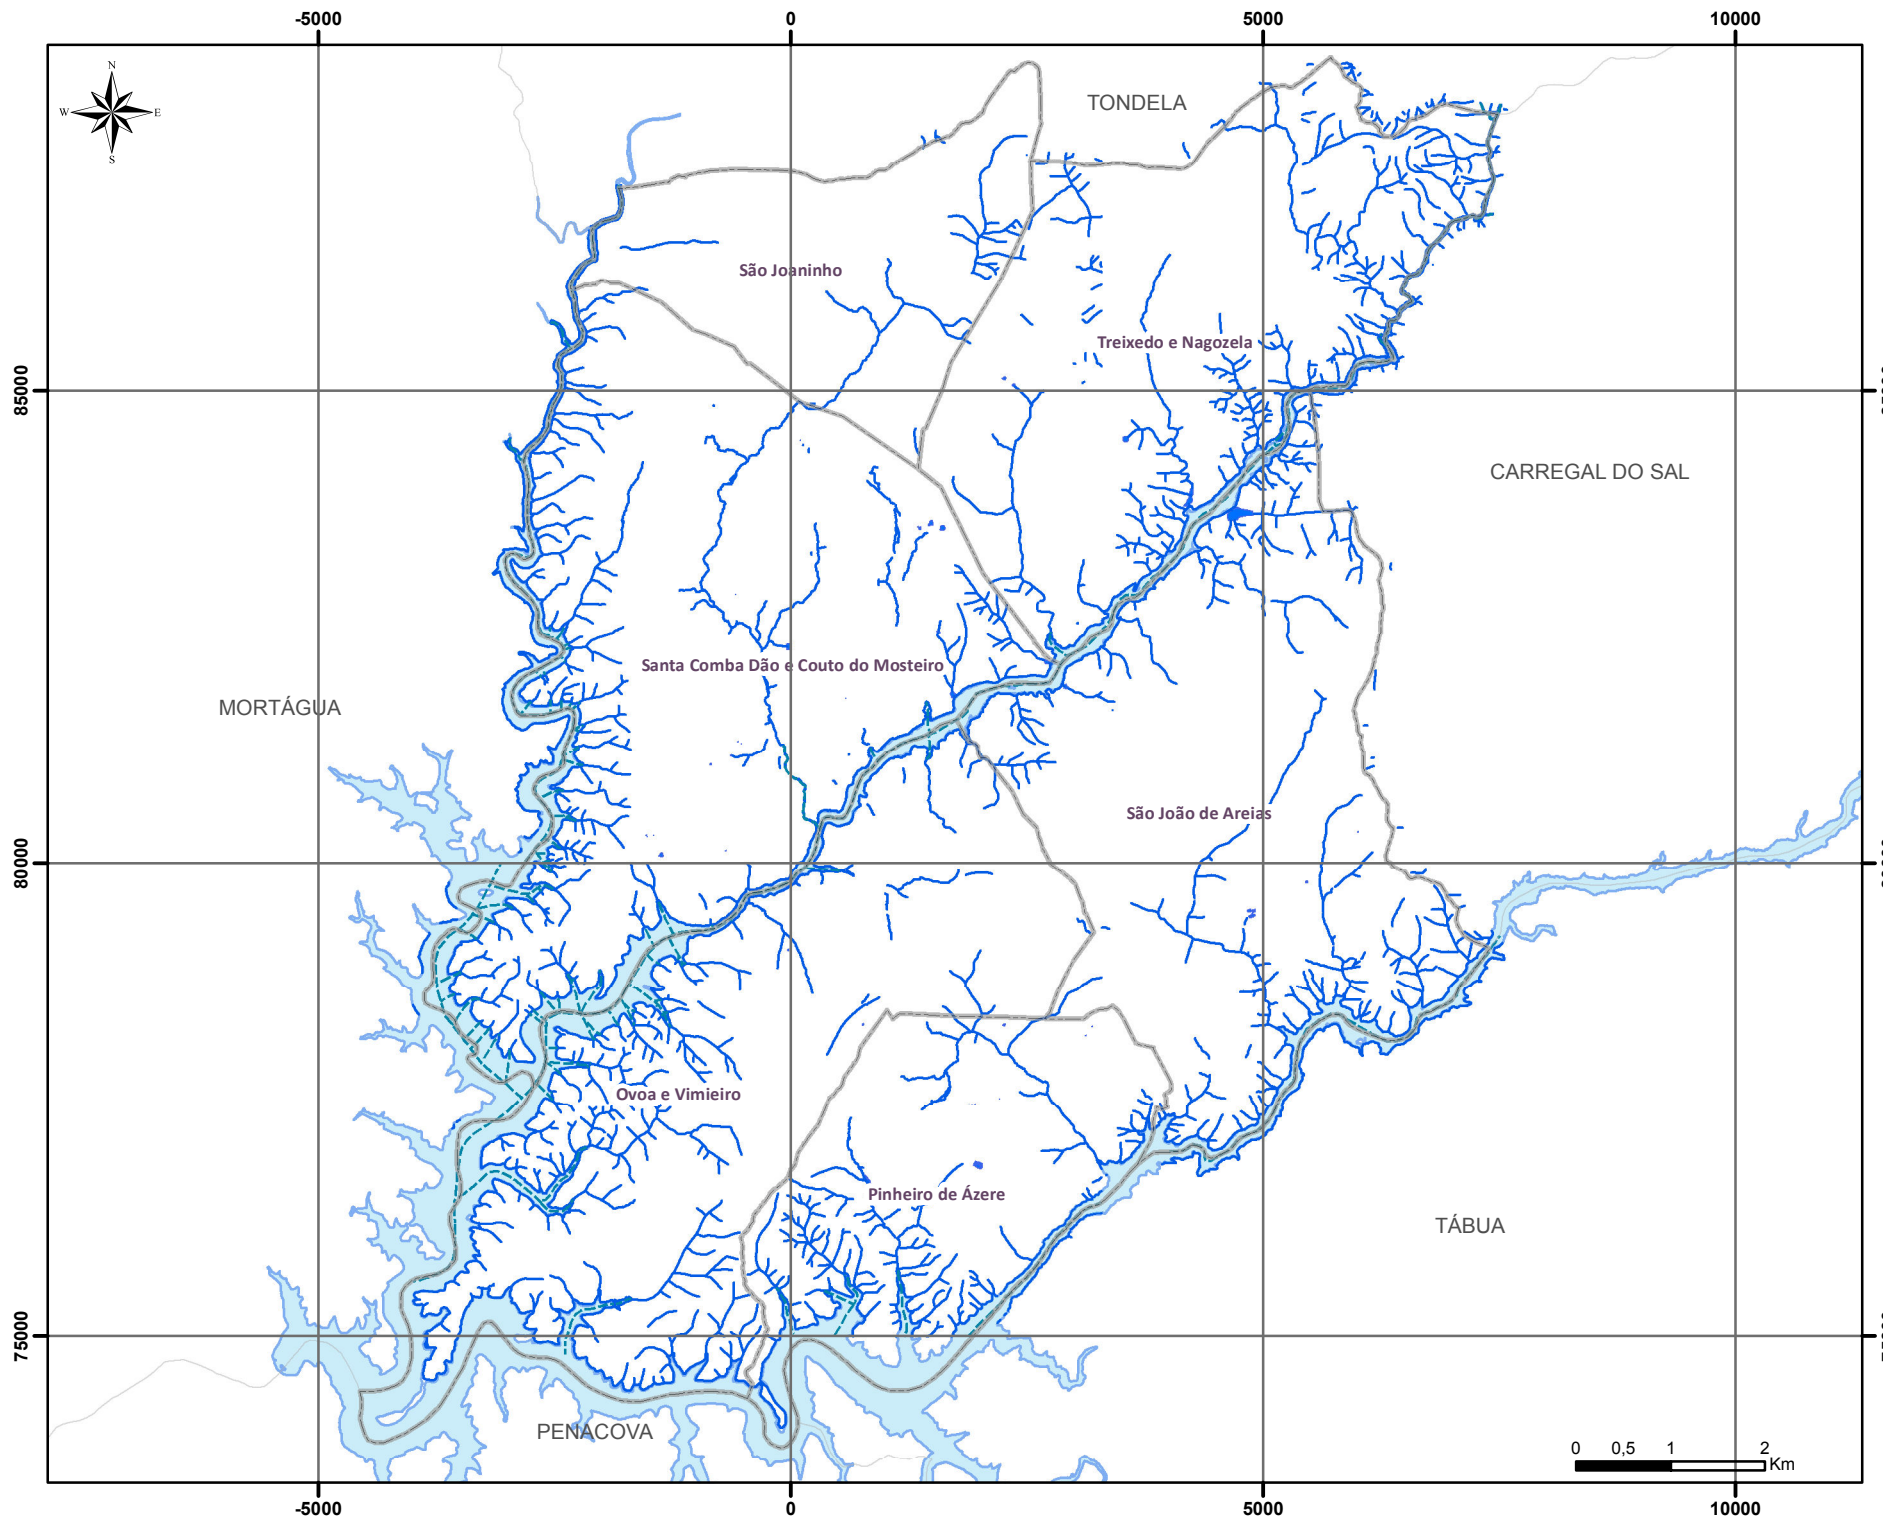 -5000 0 5000 10000
N
W E
S
TONDELA
São Joaninho
Treixedo e Nagozela
85000
CARREGAL DO SAL
Santa Comba Dão e Couto do Mosteiro
MORTÁGUA
São João de Areias
80000
Ovoa e Vimieiro
Pinheiro de Ázere
TÁBUA
75000
PENACOVA
0 0,5 1 2
Km
-5000 0 5000 10000